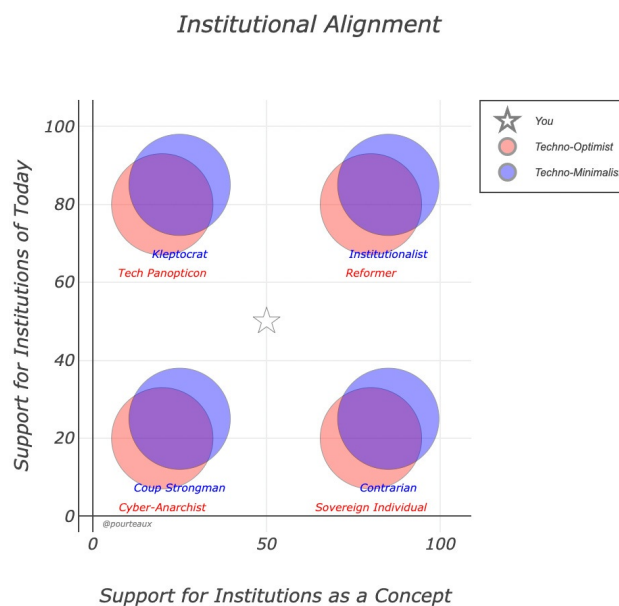 Institutional Alignment
You
Techno-Optimist
Techno-Minimalis
Support for Institutions of Today
100
80
60
40
20
0
Kleptocrat
Tech Panopticon
Institutionalist
Reformer
Coup Strongman
Cyber-Anarchist
Contrarian
Sovereign Individual
@pourteaux
0
50
100
Support for Institutions as a Concept